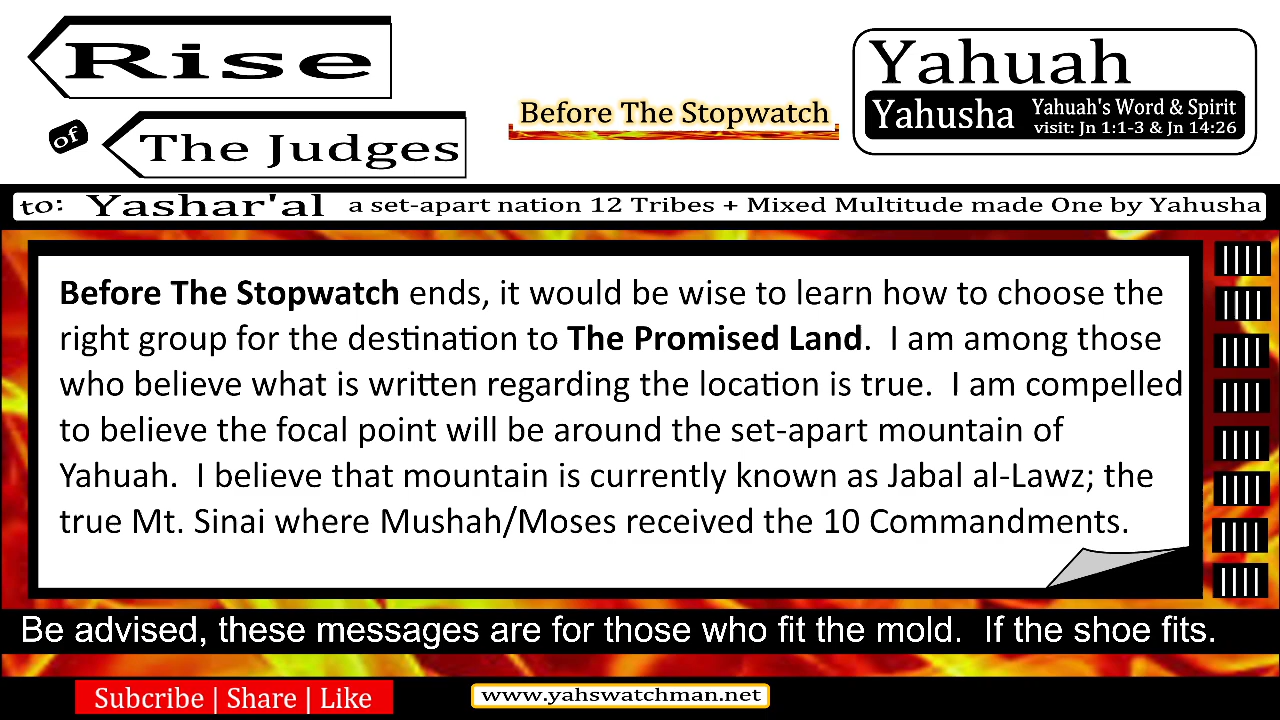 Rise
of
The Judges
Before The Stopwatch
Yahuah
Yahusha Yahuah's Word & Spirit
visit: Jn 1:1-3 & Jn 14:26
to: Yashar'al a set-apart nation 12 Tribes + Mixed Multitude made One by Yahusha
Before The Stopwatch ends, it would be wise to learn how to choose the
right group for the destination to The Promised Land. I am among those
who believe what is written regarding the location is true. I am compelled
to believe the focal point will be around the set-apart mountain of
Yahuah. I believe that mountain is currently known as Jabal al-Lawz; the
true Mt. Sinai where Mushah/Moses received the 10 Commandments.
Be advised, these messages are for those who fit the mold. If the shoe fits.
Subcribe | Share | Like
www.yahswatchman.net